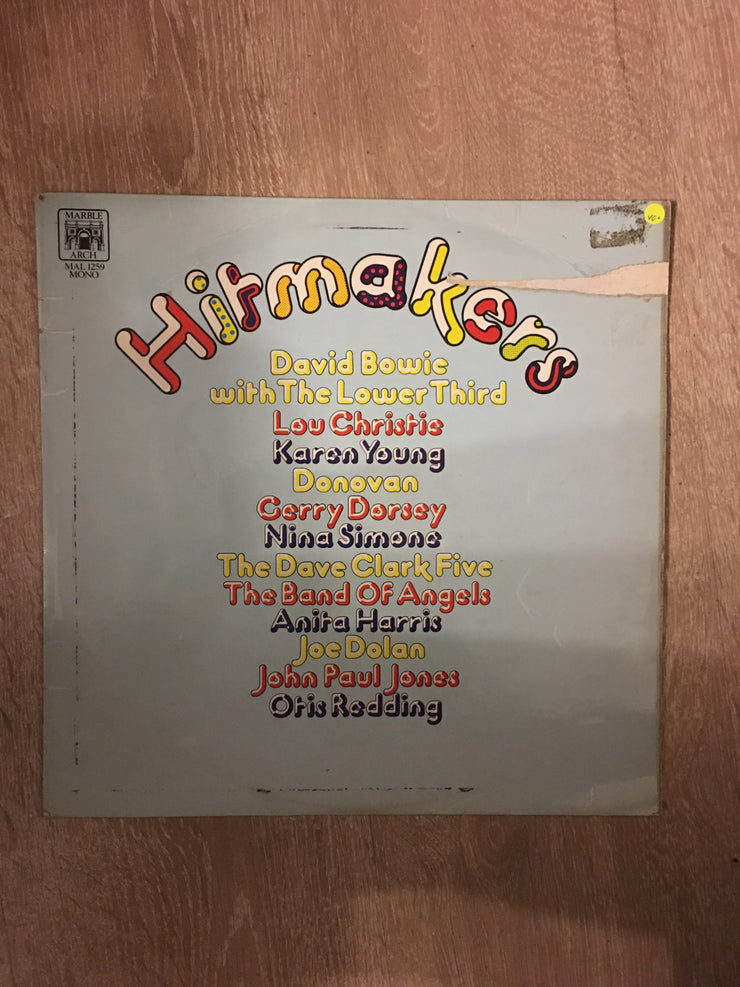 MARBLE
ARCH
MAL 1259
MONO
VG+
Hitmakers
David Bowie
with The Lower Third
Lou Christie
Karen Young
Donovan
Gerry Dorsey
Nina Simone
The Dave Clark Five
The Band Of Angels
Anita Harris
Joe Dolan
John Paul Jones
Otis Redding